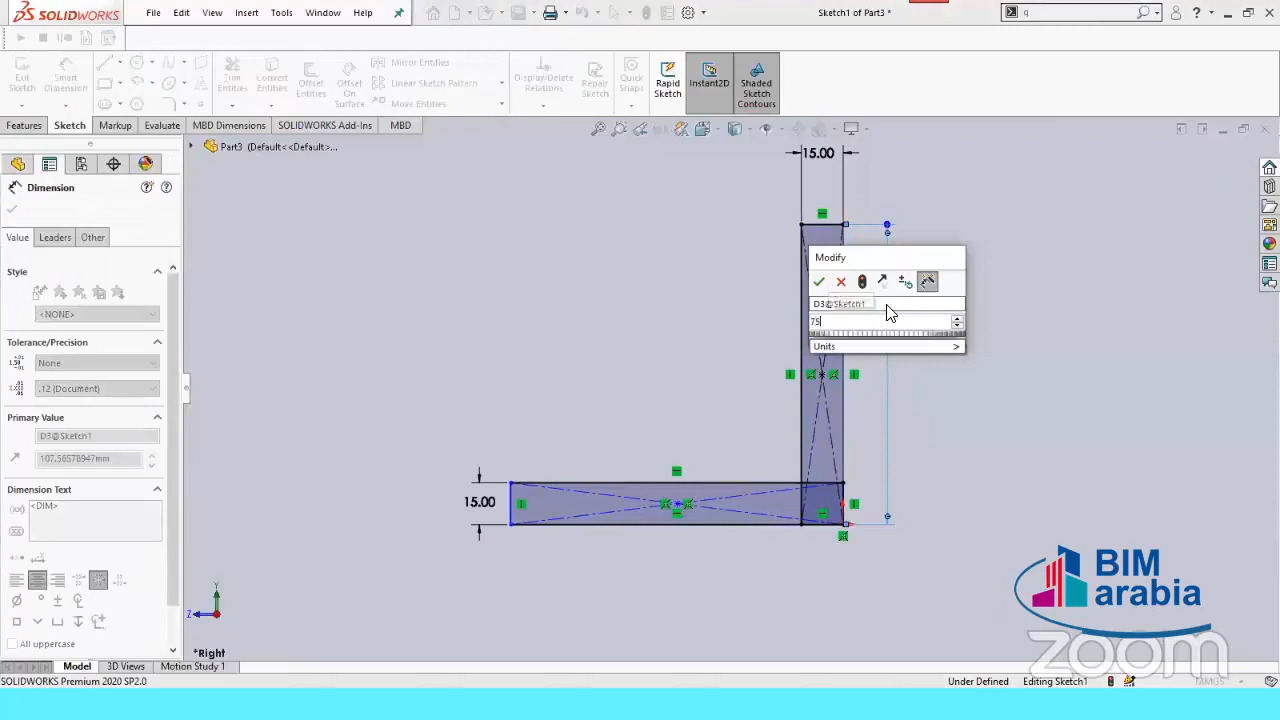 SOLIDWORKS
File Edit View Insert Tools Window Help
Sketch1 of Part3 *
q
Exit Sketch
Smart Dimension
Trim Entities
Convert Entities
Offset Entities
Offset On Surface
Mirror Entities
Linear Sketch Pattern
Move Entities
Display/Delete Relations
Repair Sketch
Quick Snaps
Rapid Sketch
Instant2D
Shaded Sketch Contours
Features Sketch Markup Evaluate MBD Dimensions SOLIDWORKS Add-Ins MBD
Part3 (Default<<Default>...
Dimension
Value Leaders Other
Style
<NONE>
Tolerance/Precision
None
.12 (Document)
Primary Value
D3@Sketch1
107.56578947mm
Dimension Text
<DIM>
All uppercase
15.00
Modify
D3@Sketch1
75
Units >
15.00
Y
Z
*Right
BIM
arabia
zoom
Model 3D Views Motion Study 1
SOLIDWORKS Premium 2020 SP2.0
Under Defined Editing Sketch1